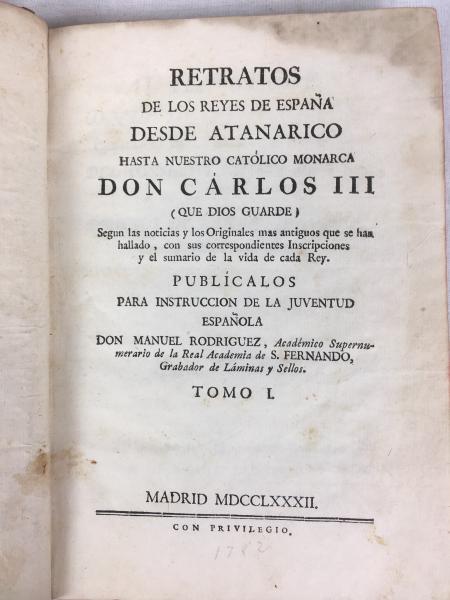 RETRATOS
DE LOS REYES DE ESPAÑA
DESDE ATANARICO
HASTA NUESTRO CATÓLICO MONARCA
DON CÁRLOS III
(QUE DIOS GUARDE)
Segun las noticias y los Originales mas antiguos que se han
hallado, con sus correspondientes Inscripciones
y el sumario de la vida de cada Rey.
PUBLÍCALOS
PARA INSTRUCCION DE LA JUVENTUD
ESPAÑOLA
DON MANUEL RODRIGUEZ, Académico Supernu-
merario de la Real Academia de S. FERNANDO,
Grabador de Láminas y Sellos.
TOMO I.
MADRID MDCCLXXXII.
CON PRIVILEGIO.
1782